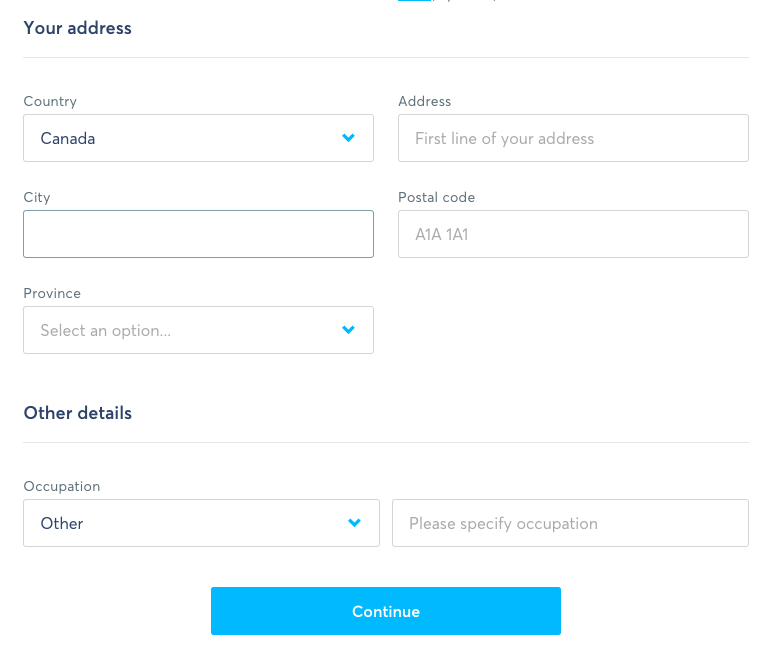 Your address
Country
Address
Canada
First line of your address
City
Postal code
A1A 1A1
Province
Select an option...
Other details
Occupation
Other
Please specify occupation
Continue